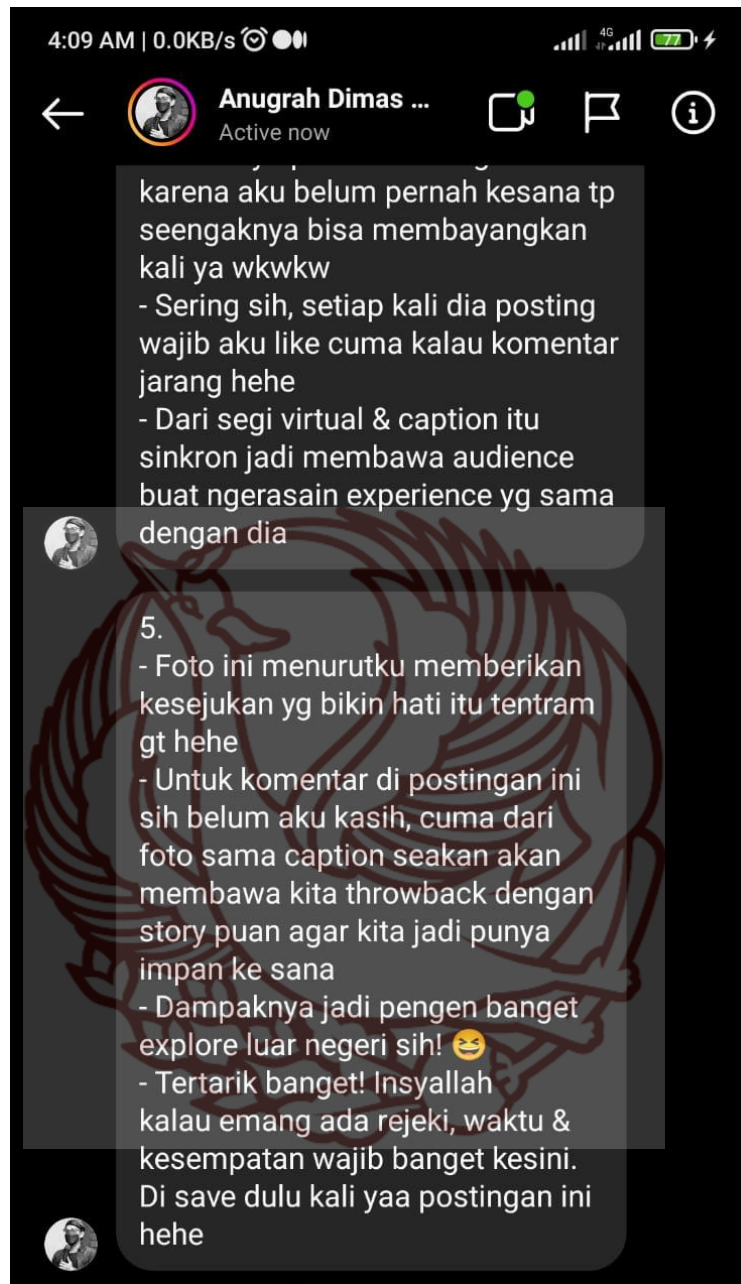 4:09 AM | 0.0KB/s
4G
77
Anugrah Dimas ...
Active now
karena aku belum pernah kesana tp
seengaknya bisa membayangkan
kali ya wkwkw
- Sering sih, setiap kali dia posting
wajib aku like cuma kalau komentar
jarang hehe
- Dari segi virtual & caption itu
sinkron jadi membawa audience
buat ngerasain experience yg sama
dengan dia
5.
- Foto ini menurutku memberikan
kesejukan yg bikin hati itu tentram
gt hehe
- Untuk komentar di postingan ini
sih belum aku kasih, cuma dari
foto sama caption seakan akan
membawa kita throwback dengan
story puan agar kita jadi punya
impan ke sana
- Dampaknya jadi pengen banget
explore luar negeri sih! 😆
- Tertarik banget! Insyallah
kalau emang ada rejeki, waktu &
kesempatan wajib banget kesini.
Di save dulu kali yaa postingan ini
hehe